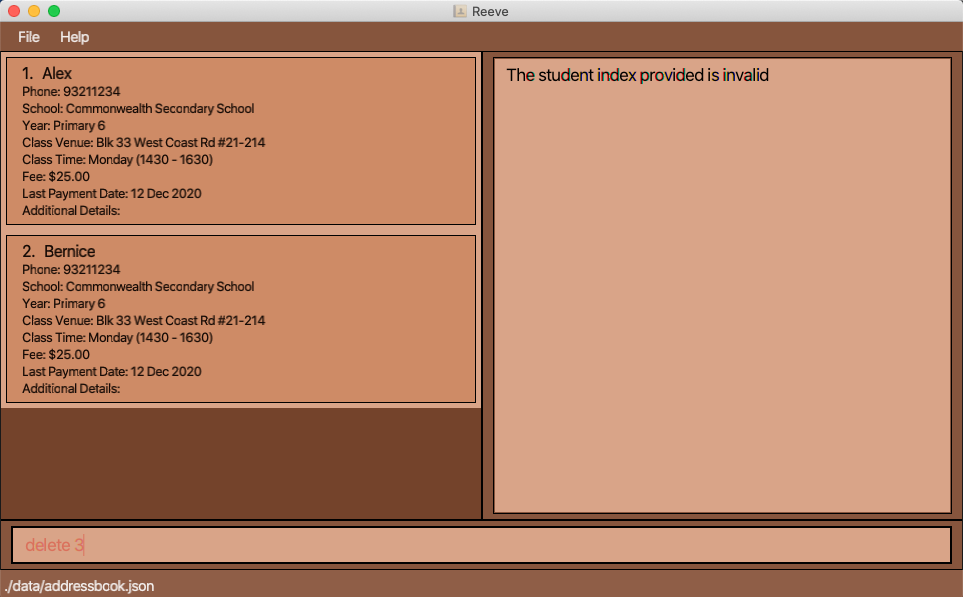 Reeve
File Help
1. Alex
Phone: 93211234
School: Commonwealth Secondary School
Year: Primary 6
Class Venue: Blk 33 West Coast Rd #21-214
Class Time: Monday (1430 - 1630)
Fee: $25.00
Last Payment Date: 12 Dec 2020
Additional Details:
2. Bernice
Phone: 93211234
School: Commonwealth Secondary School
Year: Primary 6
Class Venue: Blk 33 West Coast Rd #21-214
Class Time: Monday (1430 - 1630)
Fee: $25.00
Last Payment Date: 12 Dec 2020
Additional Details:
The student index provided is invalid
delete 3
./data/addressbook.json